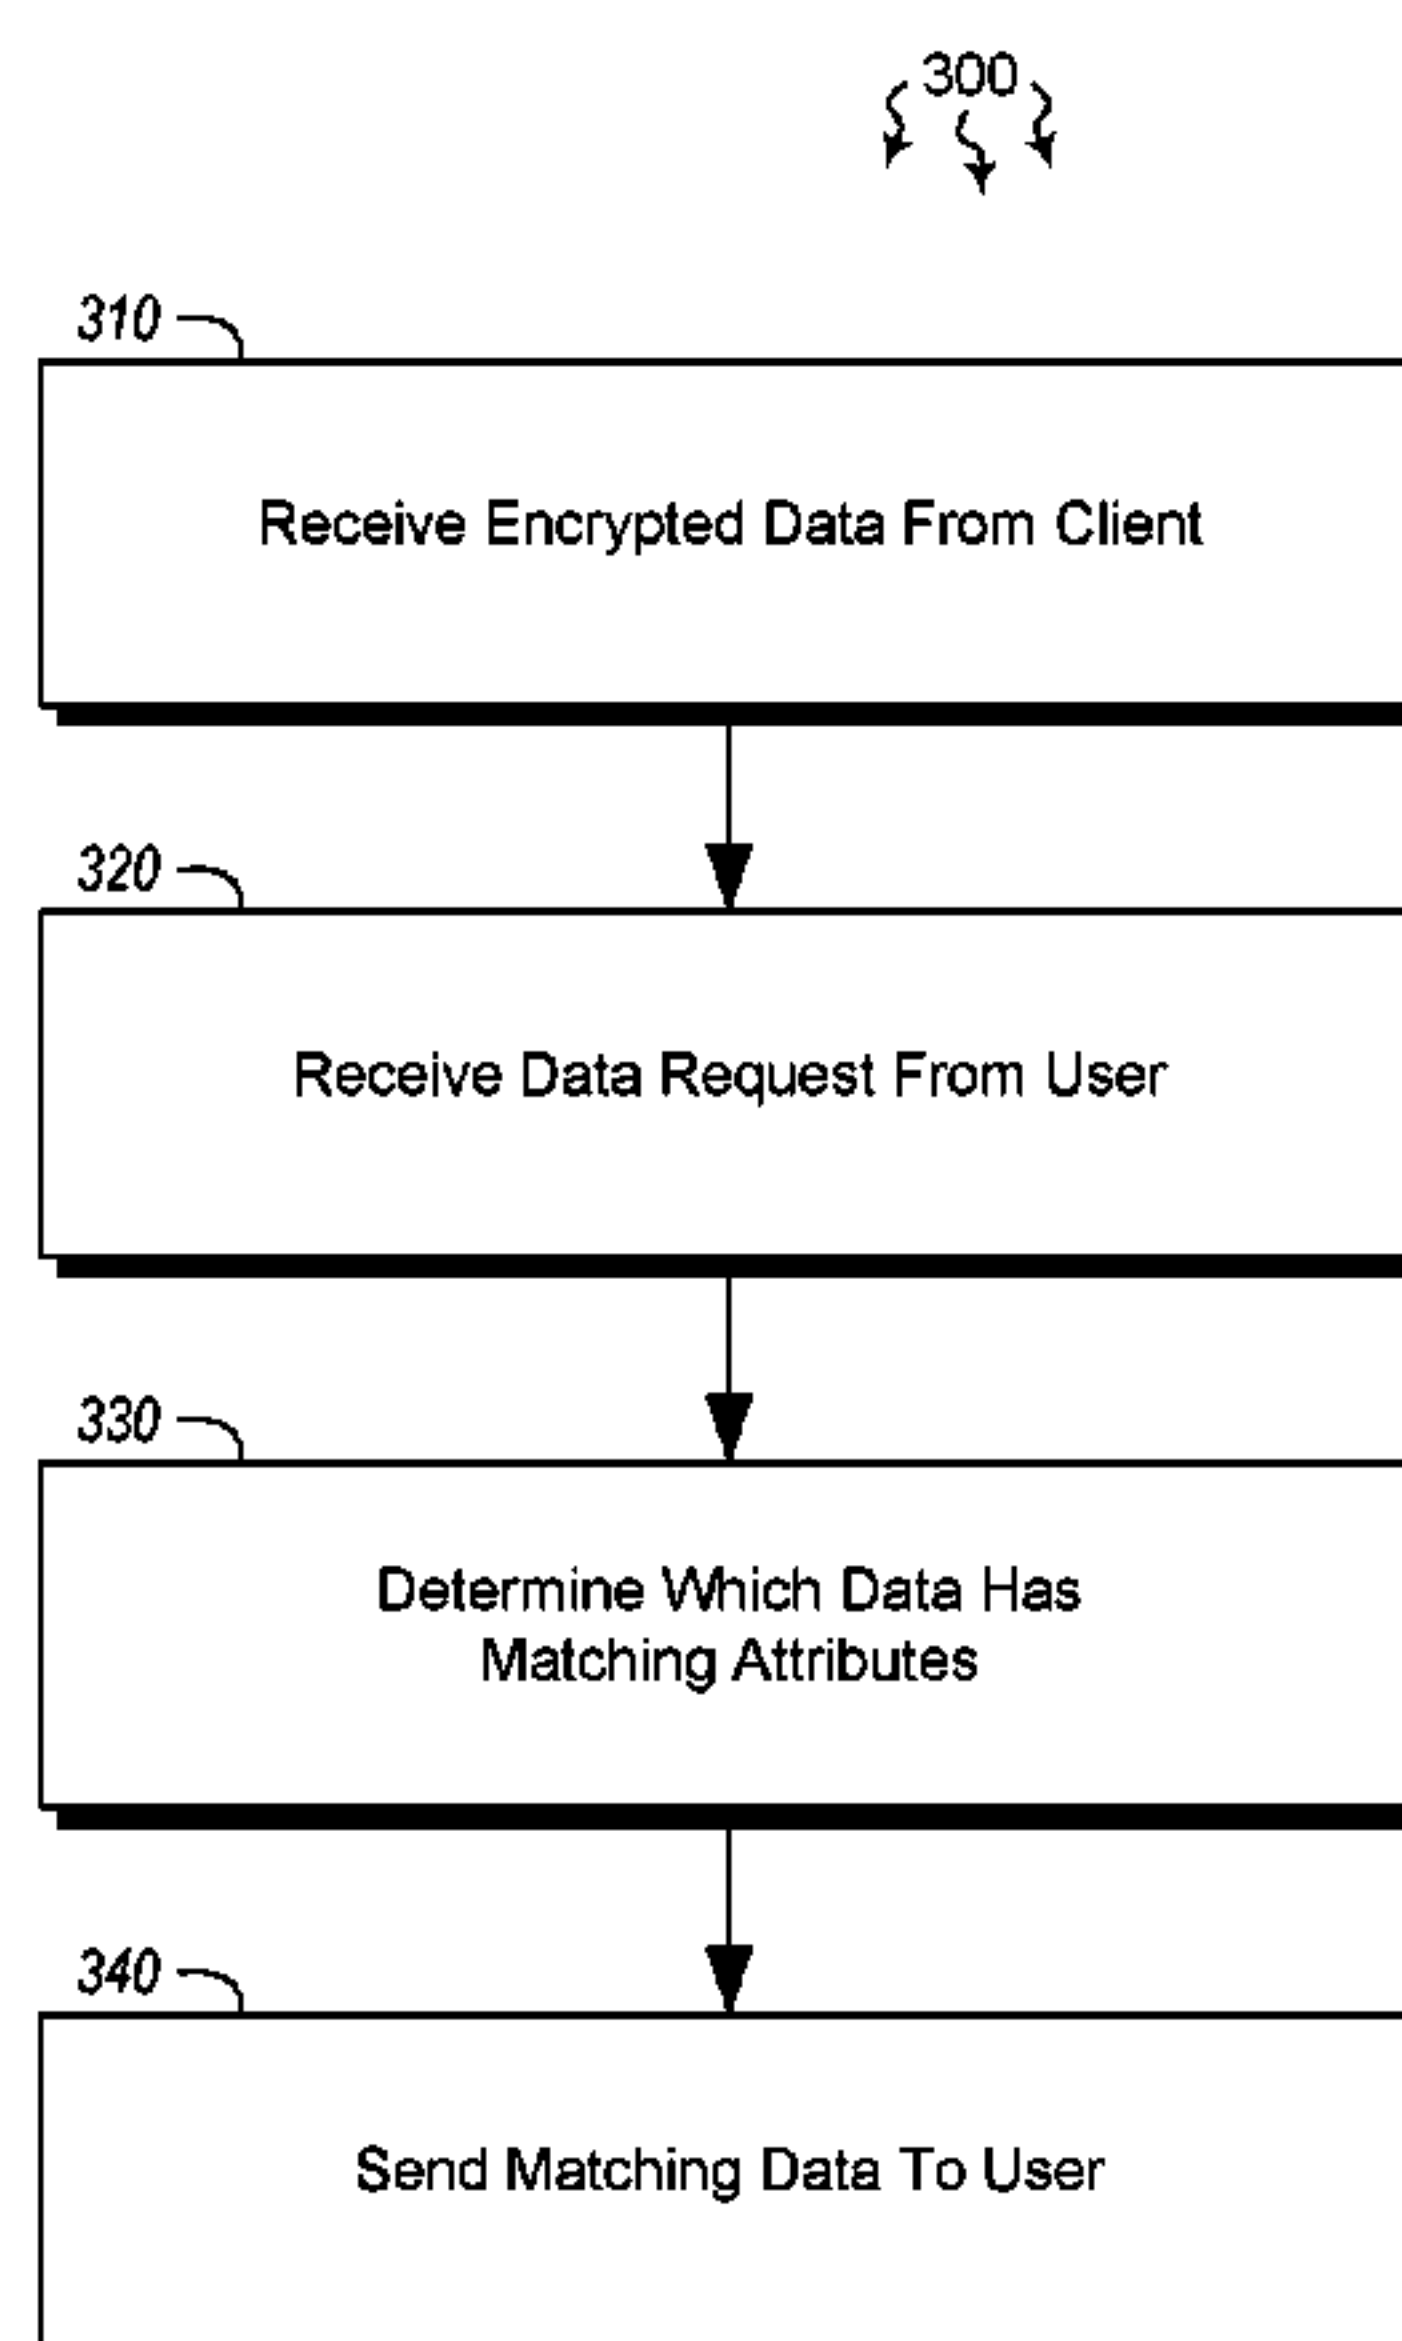 300
310
Receive Encrypted Data From Client
320
Receive Data Request From User
330
Determine Which Data Has
Matching Attributes
340
Send Matching Data To User